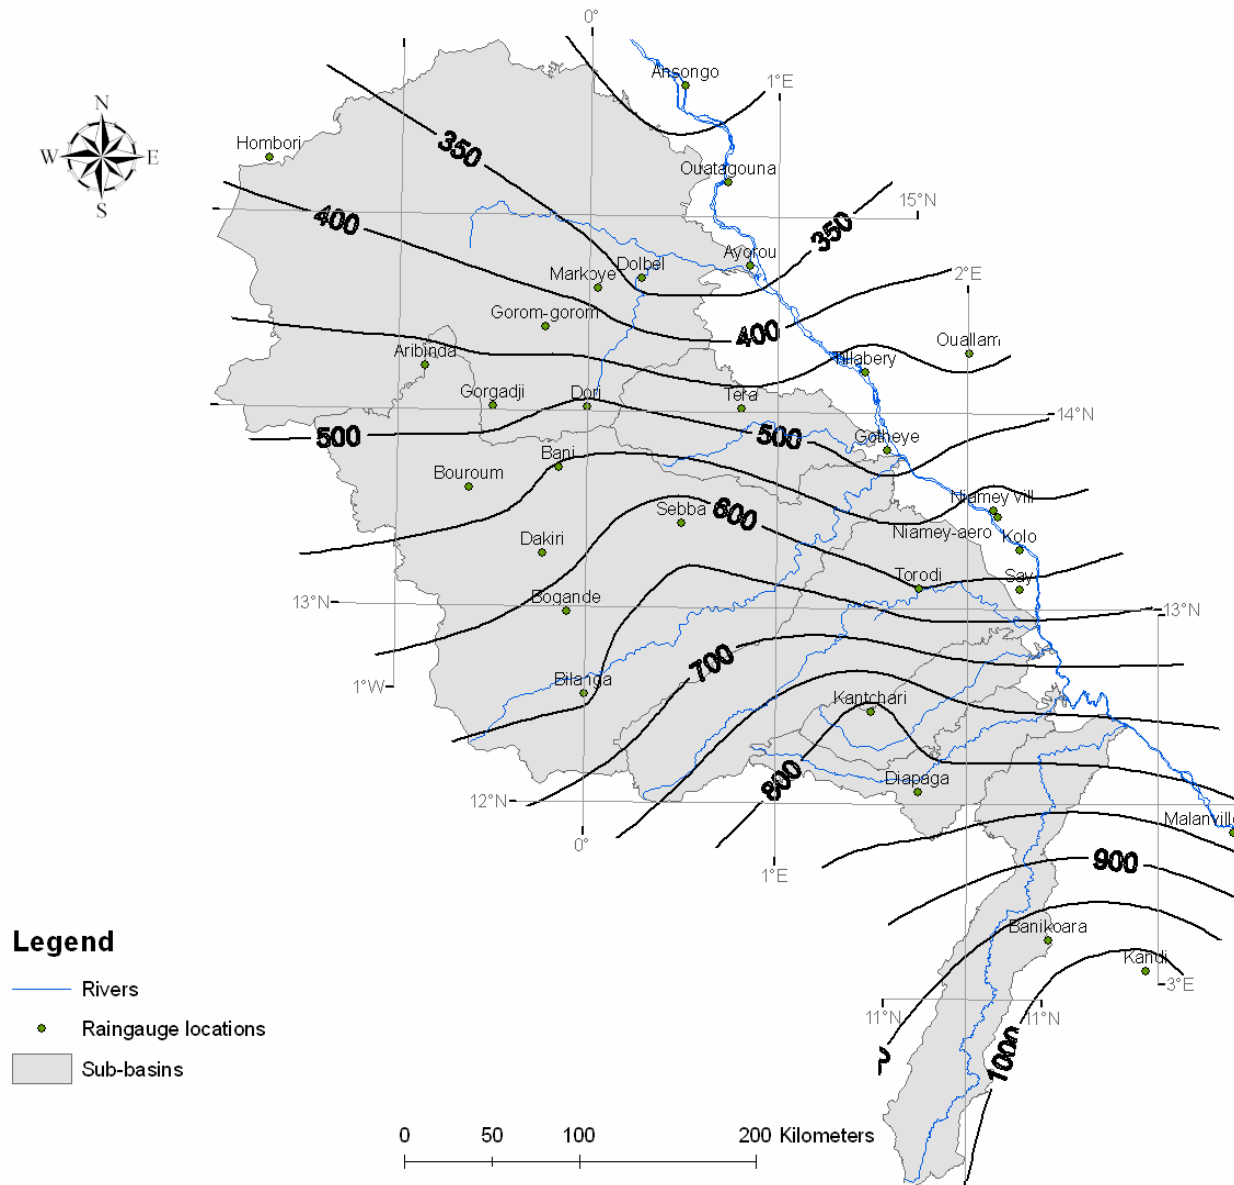 0°
Ansongo
1°E
N
W E
S
Hombori
350
Ouatagouna
15°N
400
350
Ayorou
Dolbel
Markoye
2°E
Gorom-gorom
400
Ouallam
Aribinda
Tillabery
Gorgadji
Dori
Tera
14°N
500
500
Gotheye
Bani
Bouroum
Niamey vill
Sebba
600
Niamey-aero
Kolo
Dakiri
Torodi
Say
Bogande
13°N
13°N
700
1°W
Bilanga
Kantchari
800
Diapaga
12°N
Malanville
0°
900
1°E
Banikoara
Kandi
3°E
11°N
11°N
1000
Legend
Rivers
Raingauge locations
Sub-basins
0 50 100 200 Kilometers